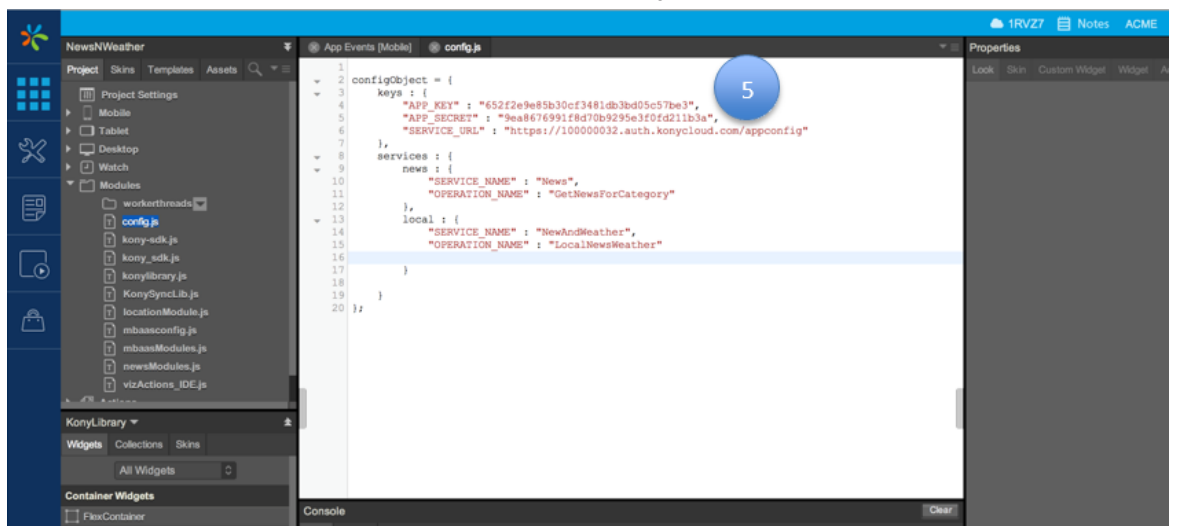 1RVZ7 Notes ACME
NewsNWeather
Project Skins Templates Assets
Project Settings
Mobile
Tablet
Desktop
Watch
Modules
workerthreads
config.js
kony-sdk.js
kony_sdk.js
konylibrary.js
KonySyncLib.js
locationModule.js
mbaasconfig.js
mbaasModules.js
newsModules.js
vizActions_IDE.js
KonyLibrary
Widgets Collections Skins
All Widgets
Container Widgets
FlexContainer
App Events [Mobile] config.js
1
2 configObject = {
3 keys : {
4 "APP_KEY" : "652f2e9e85b30cf3481db3bd05c57be3",
5 "APP_SECRET" : "9ea8676991f8d70b9295e3f0fd211b3a",
6 "SERVICE_URL" : "https://100000032.auth.konycloud.com/appconfig"
7 },
8 services : {
9 news : {
10 "SERVICE_NAME" : "News",
11 "OPERATION_NAME" : "GetNewsForCategory"
12 },
13 local : {
14 "SERVICE_NAME" : "NewAndWeather",
15 "OPERATION_NAME" : "LocalNewsWeather"
16
17 }
18
19 }
20 };
5
Console Clear
Properties
Look Skin Custom Widget Widget